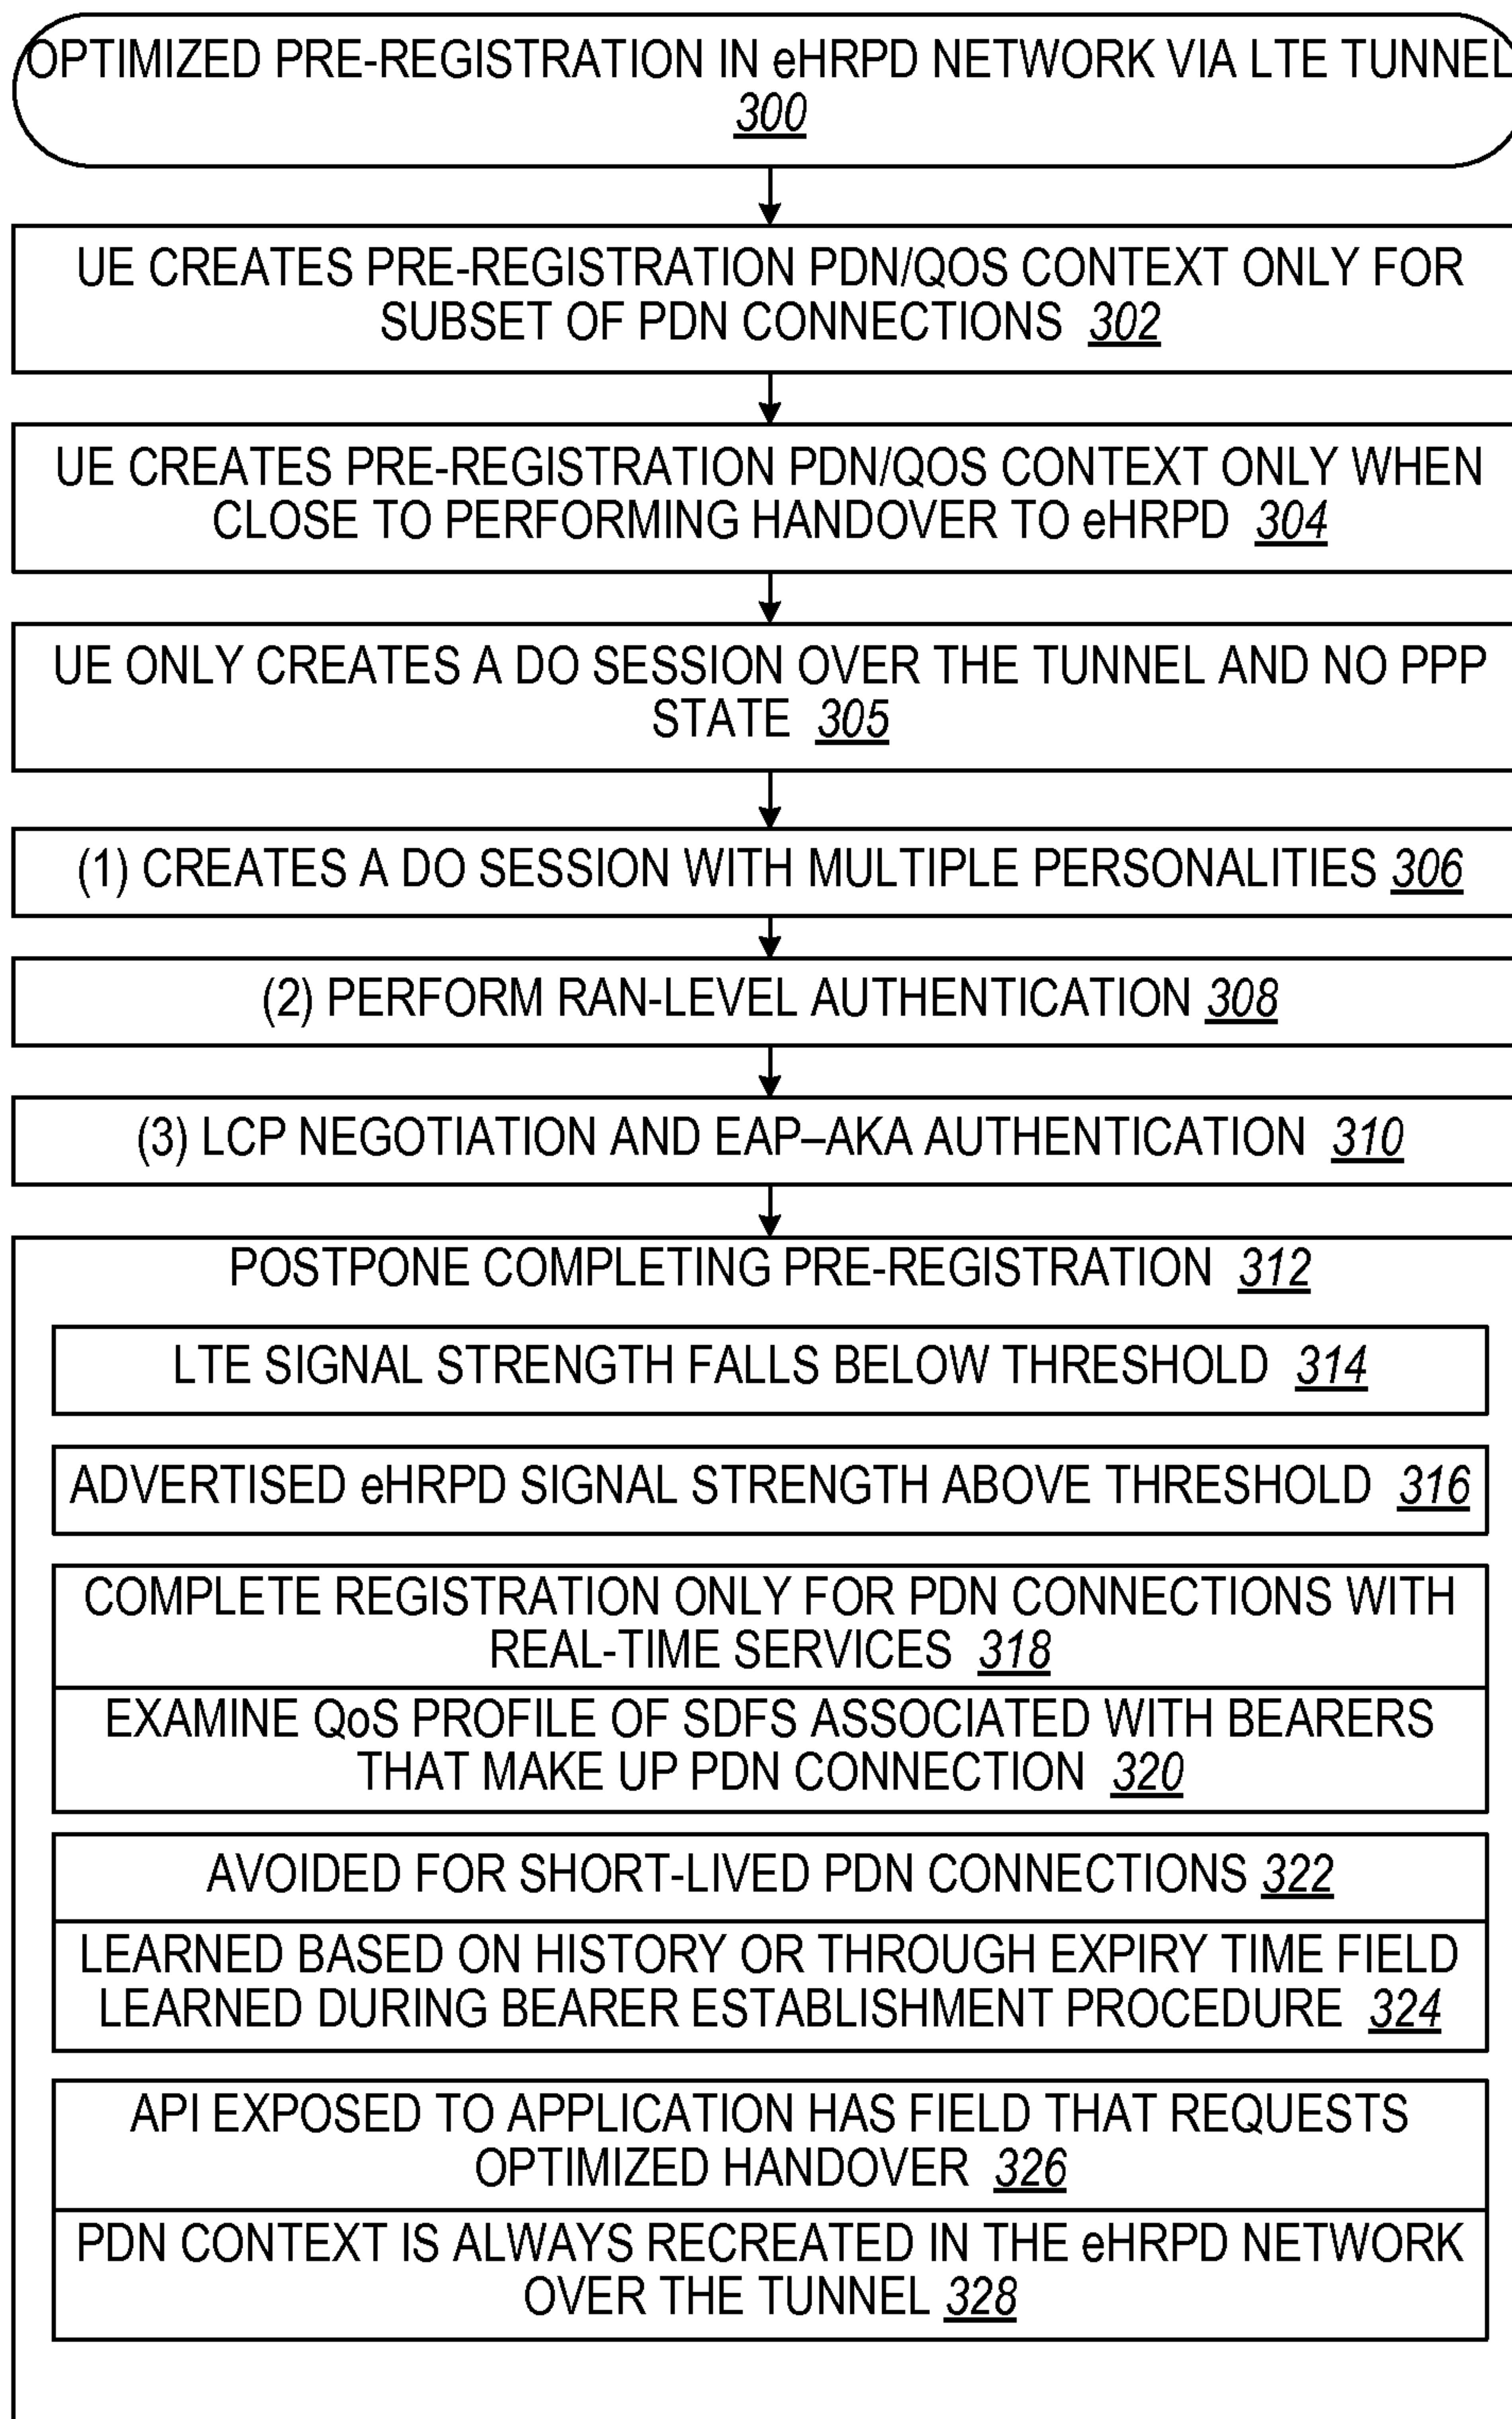 OPTIMIZED PRE-REGISTRATION IN eHRPD NETWORK VIA LTE TUNNEL
300
UE CREATES PRE-REGISTRATION PDN/QOS CONTEXT ONLY FOR
SUBSET OF PDN CONNECTIONS 302
UE CREATES PRE-REGISTRATION PDN/QOS CONTEXT ONLY WHEN
CLOSE TO PERFORMING HANDOVER TO eHRPD 304
UE ONLY CREATES A DO SESSION OVER THE TUNNEL AND NO PPP
STATE 305
(1) CREATES A DO SESSION WITH MULTIPLE PERSONALITIES 306
(2) PERFORM RAN-LEVEL AUTHENTICATION 308
(3) LCP NEGOTIATION AND EAP–AKA AUTHENTICATION 310
POSTPONE COMPLETING PRE-REGISTRATION 312
LTE SIGNAL STRENGTH FALLS BELOW THRESHOLD 314
ADVERTISED eHRPD SIGNAL STRENGTH ABOVE THRESHOLD 316
COMPLETE REGISTRATION ONLY FOR PDN CONNECTIONS WITH
REAL-TIME SERVICES 318
EXAMINE QoS PROFILE OF SDFS ASSOCIATED WITH BEARERS
THAT MAKE UP PDN CONNECTION 320
AVOIDED FOR SHORT-LIVED PDN CONNECTIONS 322
LEARNED BASED ON HISTORY OR THROUGH EXPIRY TIME FIELD
LEARNED DURING BEARER ESTABLISHMENT PROCEDURE 324
API EXPOSED TO APPLICATION HAS FIELD THAT REQUESTS
OPTIMIZED HANDOVER 326
PDN CONTEXT IS ALWAYS RECREATED IN THE eHRPD NETWORK
OVER THE TUNNEL 328